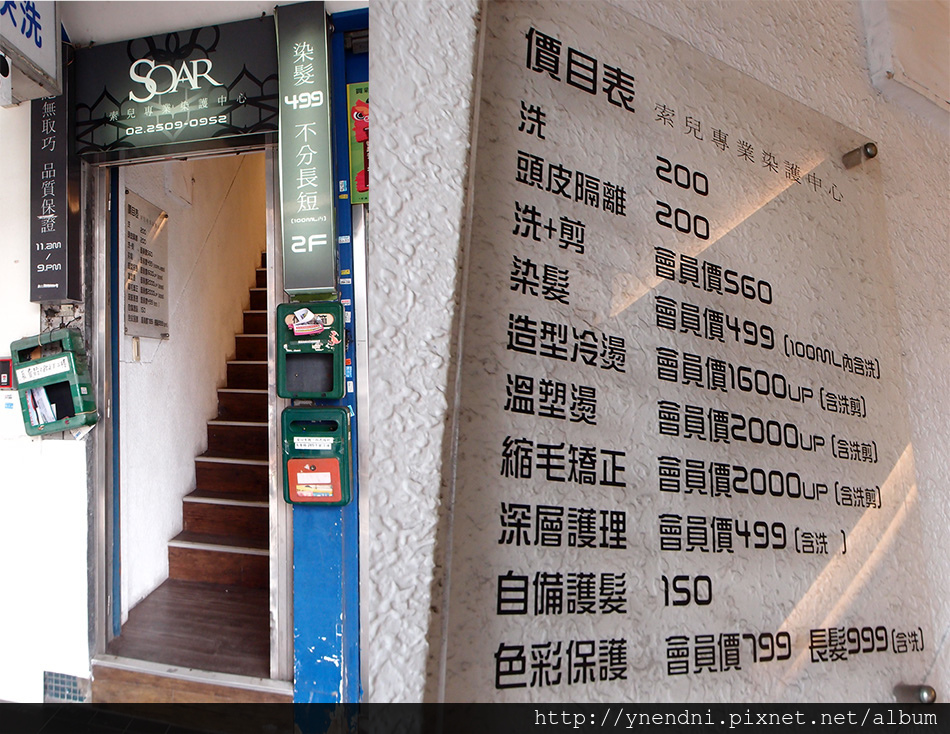 快洗
SOAR
索兒專業染護中心
02.2509-0952
無取巧 品質保證
11.AM
/
9.PM
染髮 499 不分長短
(100ML內)
2F
價目表 索兒專業染護中心
洗 200
頭皮隔離 200
洗+剪 會員價560
染髮 會員價499 (100ML內含洗)
造型冷燙 會員價1600UP (含洗剪)
溫塑燙 會員價2000UP (含洗剪)
縮毛矯正 會員價2000UP (含洗剪)
深層護理 會員價499 (含洗 )
自備護髮 150
色彩保護 會員價799 長髮999 (含洗)
http://ynendni.pixnet.net/album